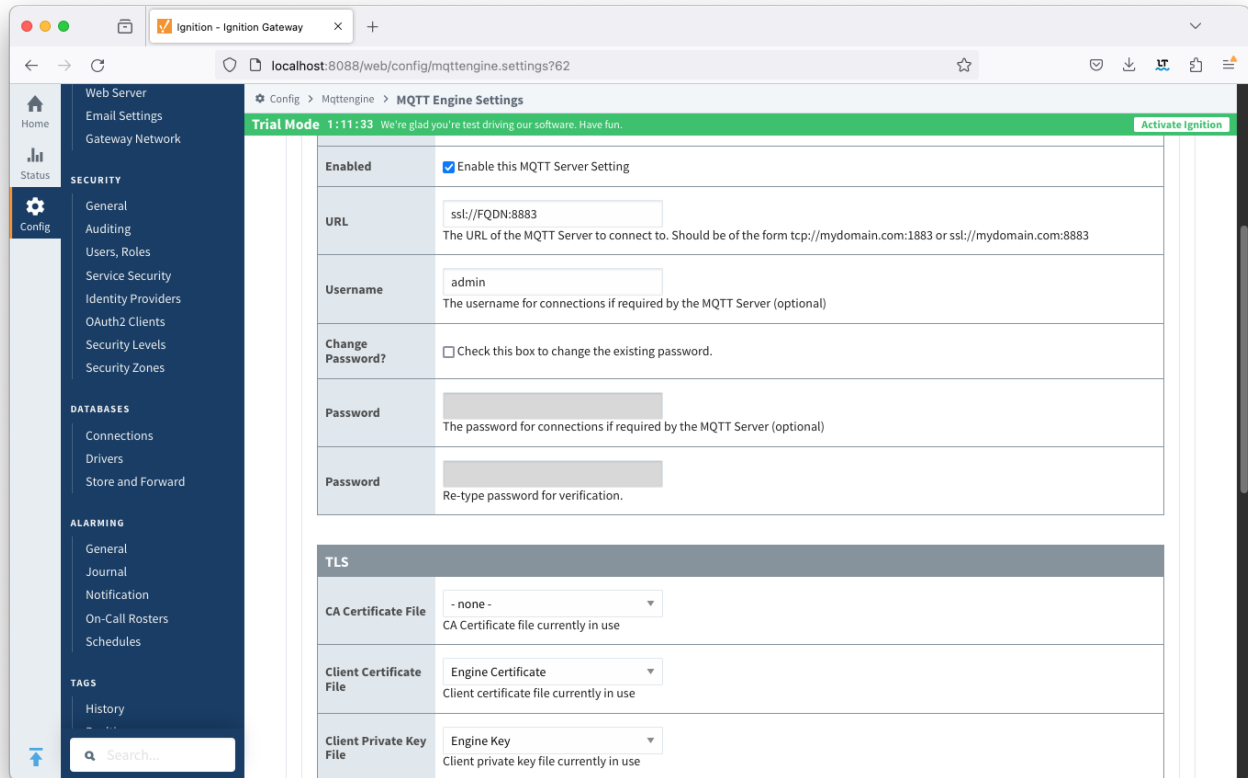 Ignition - Ignition Gateway
localhost:8088/web/config/mqttengine.settings?62
Home
Status
Config
Web Server
Email Settings
Gateway Network
SECURITY
General
Auditing
Users, Roles
Service Security
Identity Providers
OAuth2 Clients
Security Levels
Security Zones
DATABASES
Connections
Drivers
Store and Forward
ALARMING
General
Journal
Notification
On-Call Rosters
Schedules
TAGS
History
Search...
Config > Mqttengine > MQTT Engine Settings
Trial Mode 1:11:33 We're glad you're test driving our software. Have fun.
Activate Ignition
Enabled
Enable this MQTT Server Setting
URL
ssl://FQDN:8883
The URL of the MQTT Server to connect to. Should be of the form tcp://mydomain.com:1883 or ssl://mydomain.com:8883
Username
admin
The username for connections if required by the MQTT Server (optional)
Change
Password?
Check this box to change the existing password.
Password
The password for connections if required by the MQTT Server (optional)
Password
Re-type password for verification.
TLS
CA Certificate File
- none -
CA Certificate file currently in use
Client Certificate
File
Engine Certificate
Client certificate file currently in use
Client Private Key
File
Engine Key
Client private key file currently in use